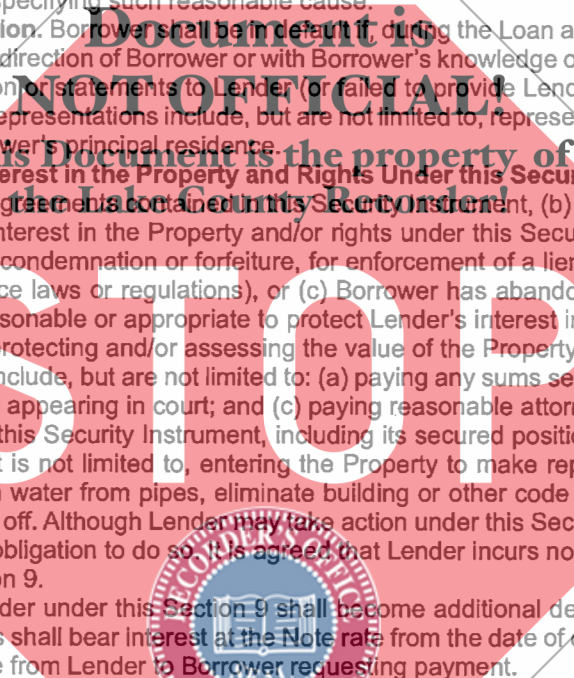 specifying such reasonable cause.
ion. Borrower shall be in default if, during the Loan a
Document is
direction of Borrower or with Borrower's knowledge o
on or statements to Lender (or failed to provide Lend
NOT OFFICIAL!
epresentations include, but are not limited to, represe
wer's principal residence.
is Document is the property of
erest in the Property and Rights Under this Secur
the Lake County Recorder!
greements contained in this Security Instrument, (b)
nterest in the Property and/or rights under this Secu
condemnation or forfeiture, for enforcement of a lien
ce laws or regulations), or (c) Borrower has abando
STOP
sonable or appropriate to protect Lender's interest i
rotecting and/or assessing the value of the Property
nclude, but are not limited to: (a) paying any sums se
appearing in court; and (c) paying reasonable attor
this Security Instrument, including its secured positi
t is not limited to, entering the Property to make rep
water from pipes, eliminate building or other code
off. Although Lender may take action under this Sec
obligation to do so. It is agreed that Lender incurs no
on 9.
RECORDER'S OFFICE
der under this Section 9 shall become additional de
s shall bear interest at the Note rate from the date of
e from Lender to Borrower requesting payment.